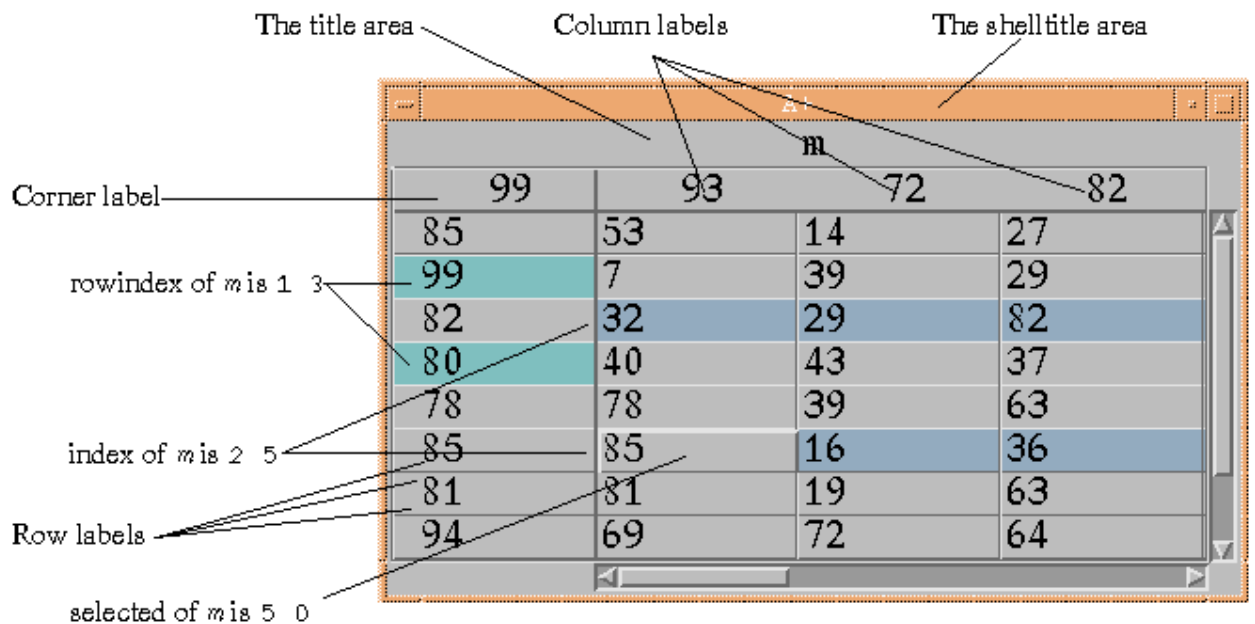 The title area
Column labels
The shell title area
A+
m
Corner label
99 93 72 82
85 53 14 27
rowindex of m is 1 3
99 7 39 29
82 32 29 82
80 40 43 37
78 78 39 63
index of m is 2 5
85 85 16 36
81 81 19 63
Row labels
94 69 72 64
selected of m is 5 0